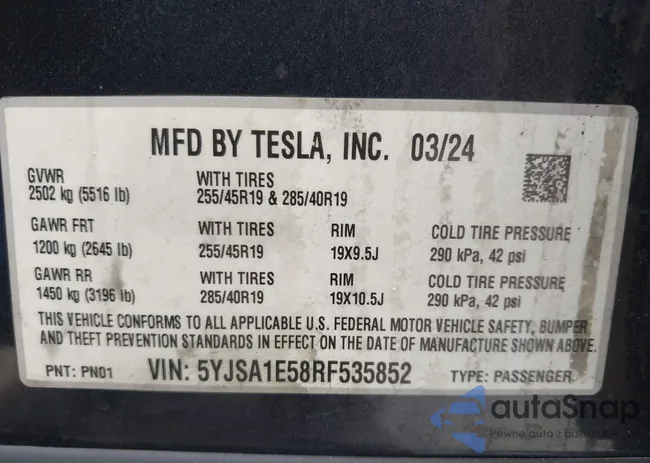 MFD BY TESLA, INC. 03/24
GVWR
2502 kg (5516 lb)
WITH TIRES
255/45R19 & 285/40R19
GAWR FRT
1200 kg (2645 lb)
WITH TIRES
255/45R19
RIM
19X9.5J
COLD TIRE PRESSURE
290 kPa, 42 psi
GAWR RR
1450 kg (3196 lb)
WITH TIRES
285/40R19
RIM
19X10.5J
COLD TIRE PRESSURE
290 kPa, 42 psi
THIS VEHICLE CONFORMS TO ALL APPLICABLE U.S. FEDERAL MOTOR VEHICLE SAFETY, BUMPER
AND THEFT PREVENTION STANDARDS IN EFFECT ON THE DATE OF MANUFACTURE SHOWN ABOVE.
PNT: PN01 VIN: 5YJSA1E58RF535852 TYPE: PASSENGER
autaSnap
Pewne auta z aukcji